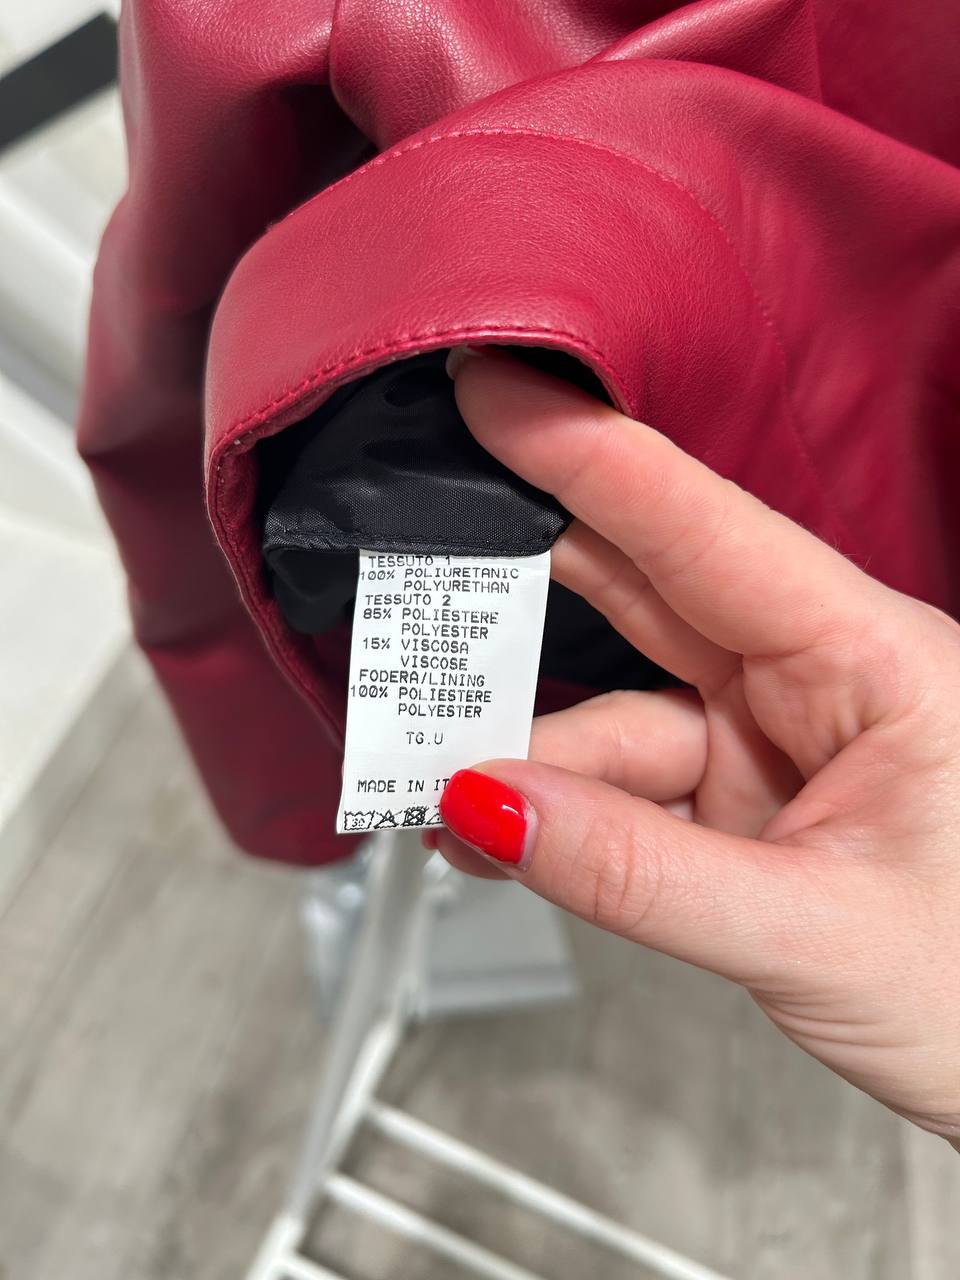 TESSUTO 1
100% POLIURETANIC
POLYURETHAN
TESSUTO 2
85% POLIESTERE
POLYESTER
15% VISCOSA
VISCOSE
FODERA/LINING
100% POLIESTERE
POLYESTER
TG.U
MADE IN
30